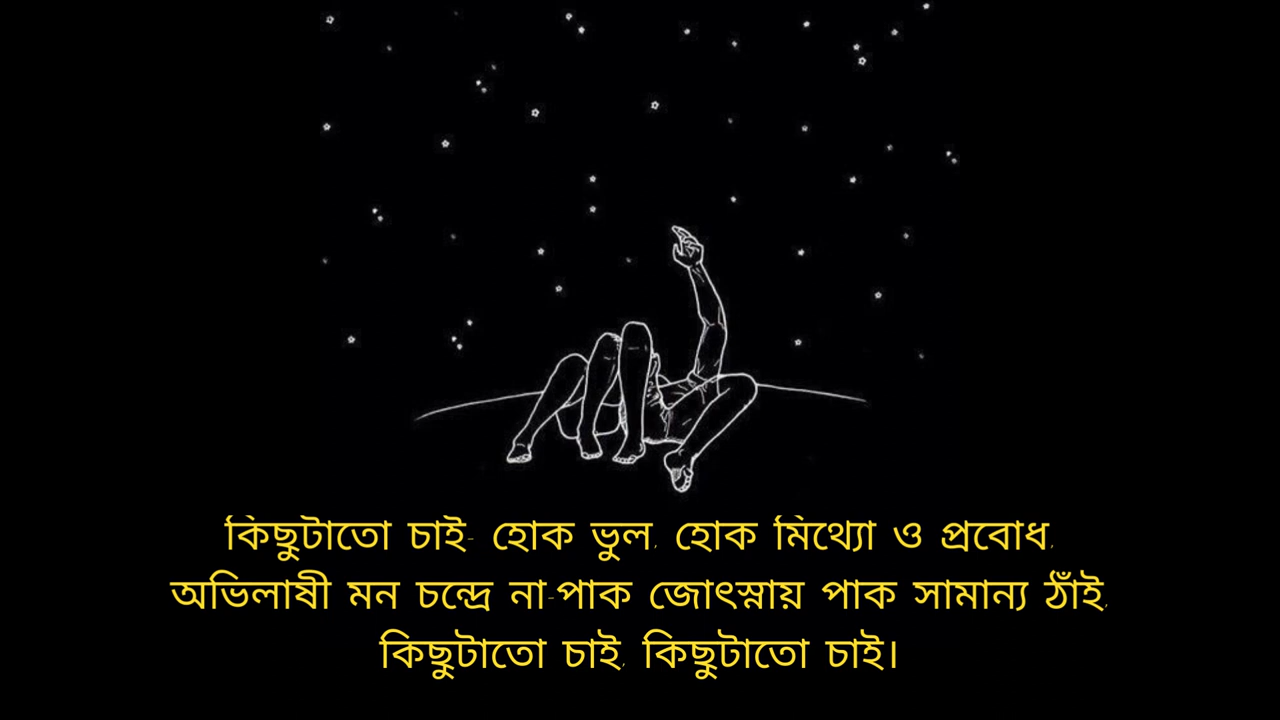 কিছুটাতো চাই- হোক ভুল, হোক মিথ্যো ও প্রবোধ,
অভিলাষী মন চন্দ্রে না-পাক জোৎস্নায় পাক সামান্য ঠাঁই,
কিছুটাতো চাই, কিছুটাতো চাই।